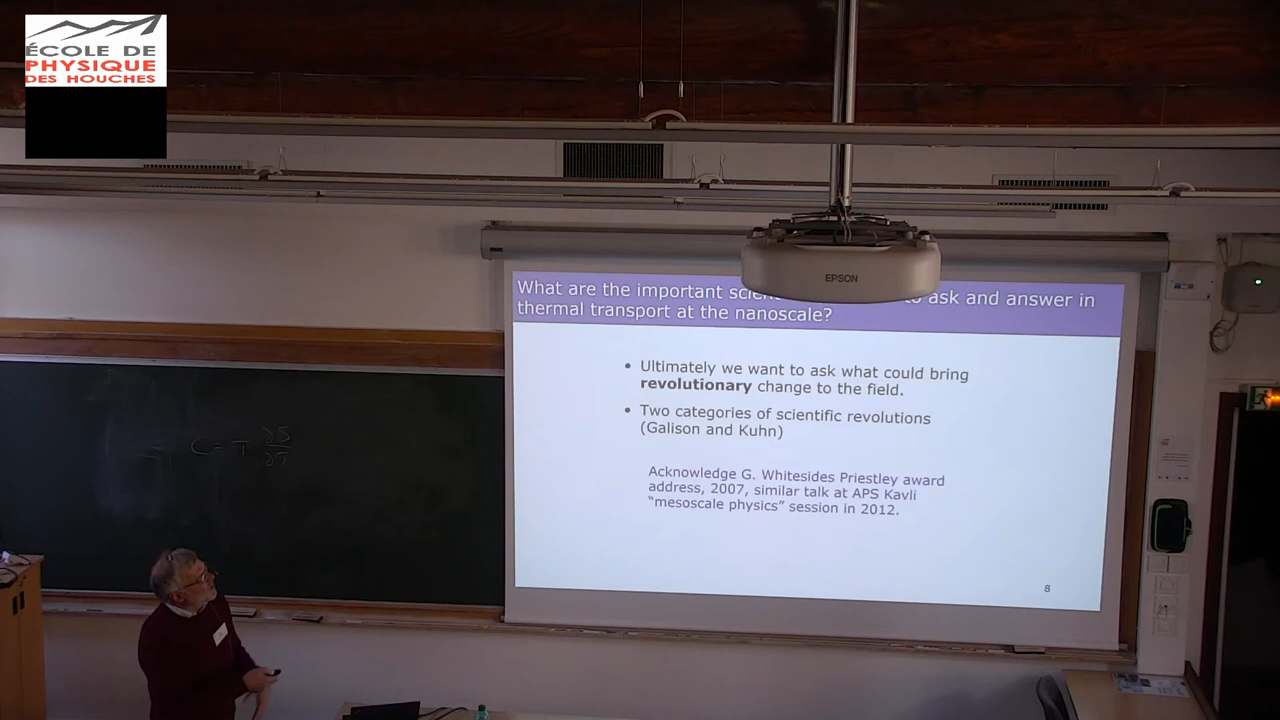 ÉCOLE DE
PHYSIQUE
DES HOUCHES
EPSON
What are the important scien ask and answer in
thermal transport at the nanoscale?
• Ultimately we want to ask what could bring
revolutionary change to the field.
• Two categories of scientific revolutions
(Galison and Kuhn)
Acknowledge G. Whitesides Priestley award
address, 2007, similar talk at APS Kavli
“mesoscale physics” session in 2012.
8
C = T ∂S
∂T